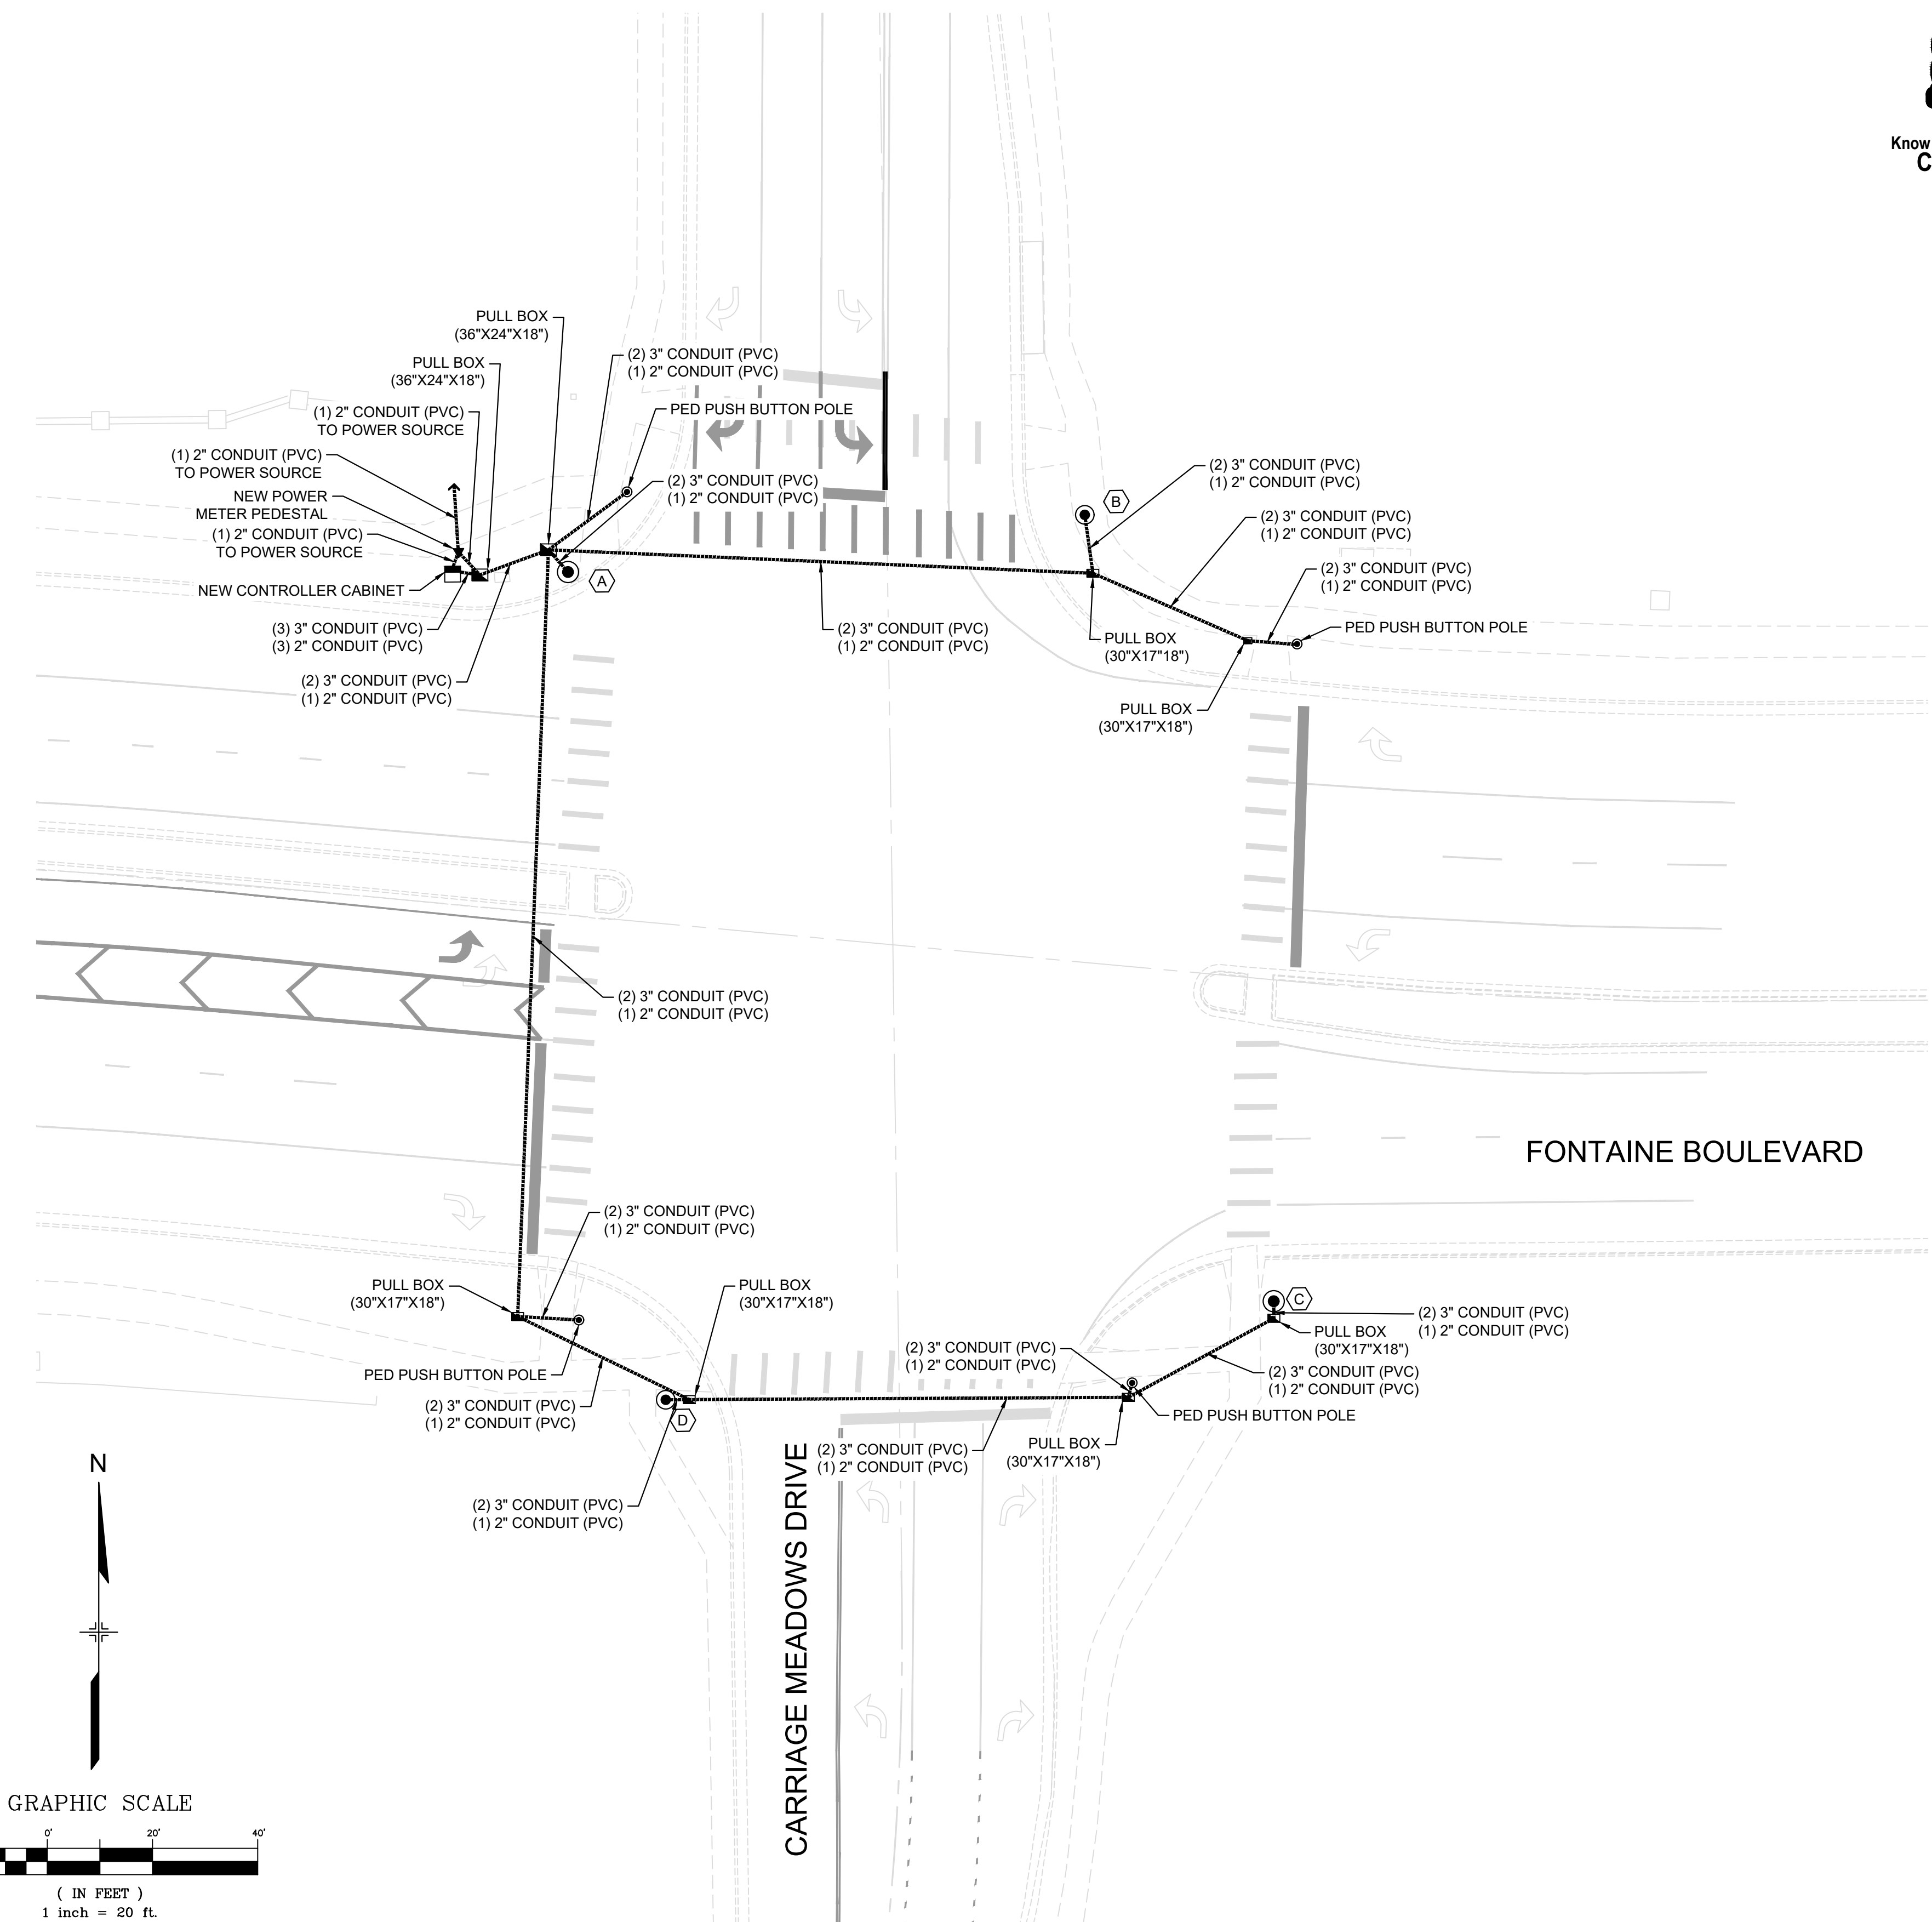 Know
C
PULL BOX
(36"X24"X18")
PULL BOX
(36"X24"X18")
(2) 3" CONDUIT (PVC)
(1) 2" CONDUIT (PVC)
(1) 2" CONDUIT (PVC)
TO POWER SOURCE
PED PUSH BUTTON POLE
(1) 2" CONDUIT (PVC)
TO POWER SOURCE
(2) 3" CONDUIT (PVC)
(1) 2" CONDUIT (PVC)
NEW POWER
METER PEDESTAL
(1) 2" CONDUIT (PVC)
TO POWER SOURCE
NEW CONTROLLER CABINET
A
B
(2) 3" CONDUIT (PVC)
(1) 2" CONDUIT (PVC)
(2) 3" CONDUIT (PVC)
(1) 2" CONDUIT (PVC)
(2) 3" CONDUIT (PVC)
(1) 2" CONDUIT (PVC)
PED PUSH BUTTON POLE
(3) 3" CONDUIT (PVC)
(3) 2" CONDUIT (PVC)
(2) 3" CONDUIT (PVC)
(1) 2" CONDUIT (PVC)
PULL BOX
(30"X17"18")
(2) 3" CONDUIT (PVC)
(1) 2" CONDUIT (PVC)
PULL BOX
(30"X17"X18")
(2) 3" CONDUIT (PVC)
(1) 2" CONDUIT (PVC)
FONTAINE BOULEVARD
(2) 3" CONDUIT (PVC)
(1) 2" CONDUIT (PVC)
PULL BOX
(30"X17"X18")
PULL BOX
(30"X17"X18")
C
(2) 3" CONDUIT (PVC)
(1) 2" CONDUIT (PVC)
PULL BOX
(30"X17"X18")
(2) 3" CONDUIT (PVC)
(1) 2" CONDUIT (PVC)
(2) 3" CONDUIT (PVC)
(1) 2" CONDUIT (PVC)
PED PUSH BUTTON POLE
(2) 3" CONDUIT (PVC)
(1) 2" CONDUIT (PVC)
D
PED PUSH BUTTON POLE
(2) 3" CONDUIT (PVC)
(1) 2" CONDUIT (PVC)
PULL BOX
(30"X17"X18")
(2) 3" CONDUIT (PVC)
(1) 2" CONDUIT (PVC)
CARRIAGE MEADOWS DRIVE
N
GRAPHIC SCALE
0' 20' 40'
( IN FEET )
1 inch = 20 ft.